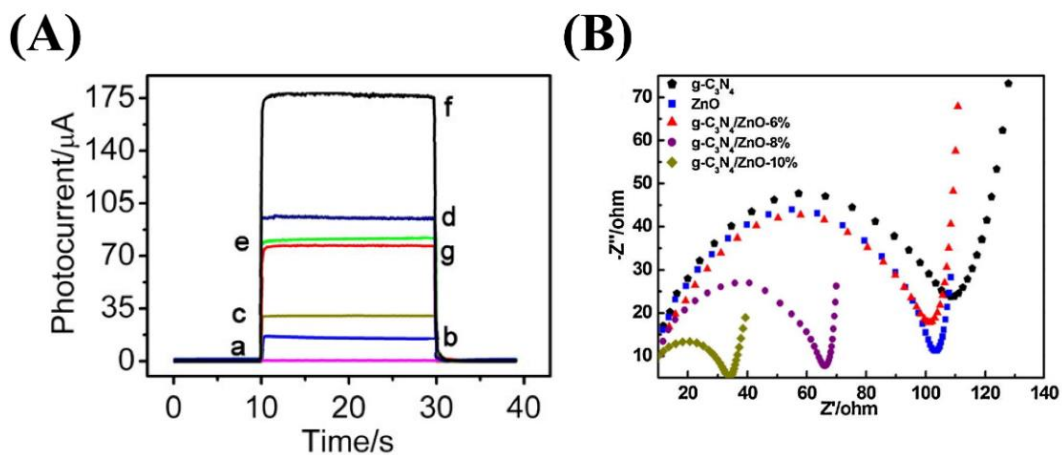 (A)
175
140
105
70
35
0
Photocurrent/μA
a
b
c
d
e
f
g
0 10 20 30 40
Time/s
(B)
70
60
50
40
30
20
10
-Z''/ohm
g-C₃N₄
ZnO
g-C₃N₄/ZnO-6%
g-C₃N₄/ZnO-8%
g-C₃N₄/ZnO-10%
20 40 60 80 100 120 140
Z'/ohm